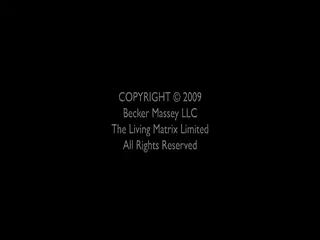 COPYRIGHT © 2009
Becker Massey LLC
The Living Matrix Limited
All Rights Reserved